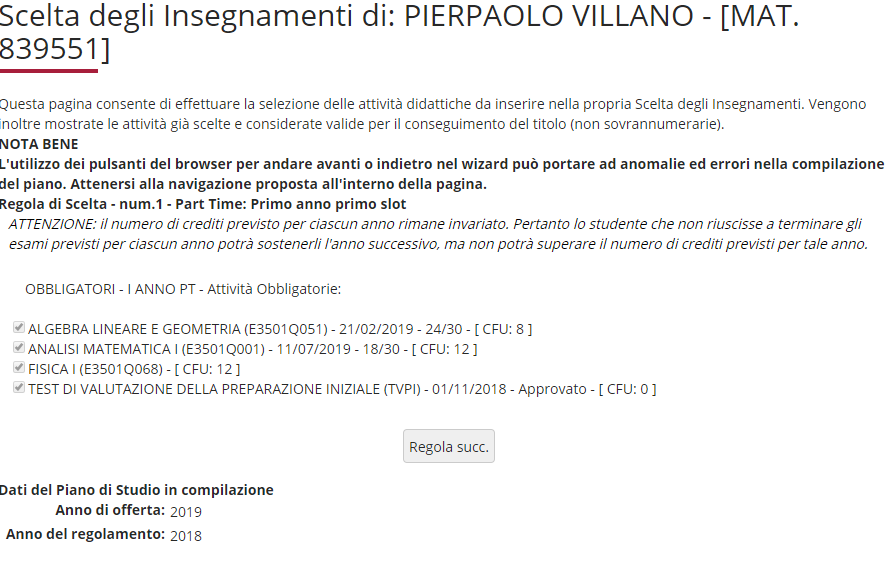 Scelta degli Insegnamenti di: PIERPAOLO VILLANO - [MAT.
839551]
Questa pagina consente di effettuare la selezione delle attività didattiche da inserire nella propria Scelta degli Insegnamenti. Vengono
inoltre mostrate le attività già scelte e considerate valide per il conseguimento del titolo (non sovrannumerarie).
NOTA BENE
L'utilizzo dei pulsanti del browser per andare avanti o indietro nel wizard può portare ad anomalie ed errori nella compilazione
del piano. Attenersi alla navigazione proposta all'interno della pagina.
Regola di Scelta - num.1 - Part Time: Primo anno primo slot
ATTENZIONE: il numero di crediti previsto per ciascun anno rimane invariato. Pertanto lo studente che non riuscisse a terminare gli
esami previsti per ciascun anno potrà sostenerli l'anno successivo, ma non potrà superare il numero di crediti previsti per tale anno.
OBBLIGATORI - I ANNO PT - Attività Obbligatorie:
ALGEBRA LINEARE E GEOMETRIA (E3501Q051) - 21/02/2019 - 24/30 - [ CFU: 8 ]
ANALISI MATEMATICA I (E3501Q001) - 11/07/2019 - 18/30 - [ CFU: 12 ]
FISICA I (E3501Q068) - [ CFU: 12 ]
TEST DI VALUTAZIONE DELLA PREPARAZIONE INIZIALE (TVPI) - 01/11/2018 - Approvato - [ CFU: 0 ]
Regola succ.
Dati del Piano di Studio in compilazione
Anno di offerta: 2019
Anno del regolamento: 2018